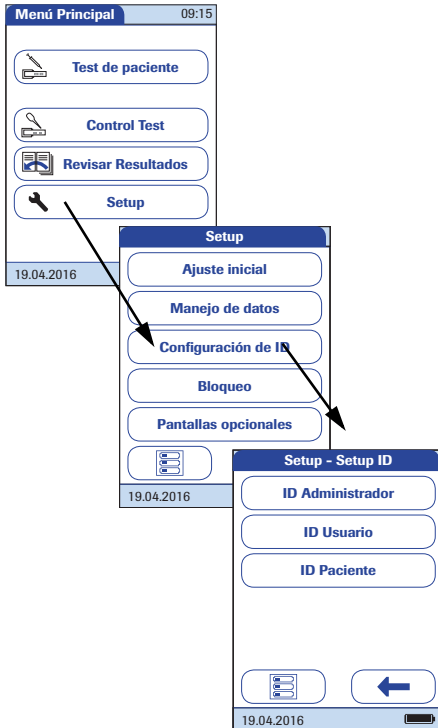 Menú Principal 09:15
Test de paciente
Control Test
Revisar Resultados
Setup
19.04.2016
Setup
Ajuste inicial
Manejo de datos
Configuración de ID
Bloqueo
Pantallas opcionales
19.04.2016
Setup - Setup ID
ID Administrador
ID Usuario
ID Paciente
19.04.2016